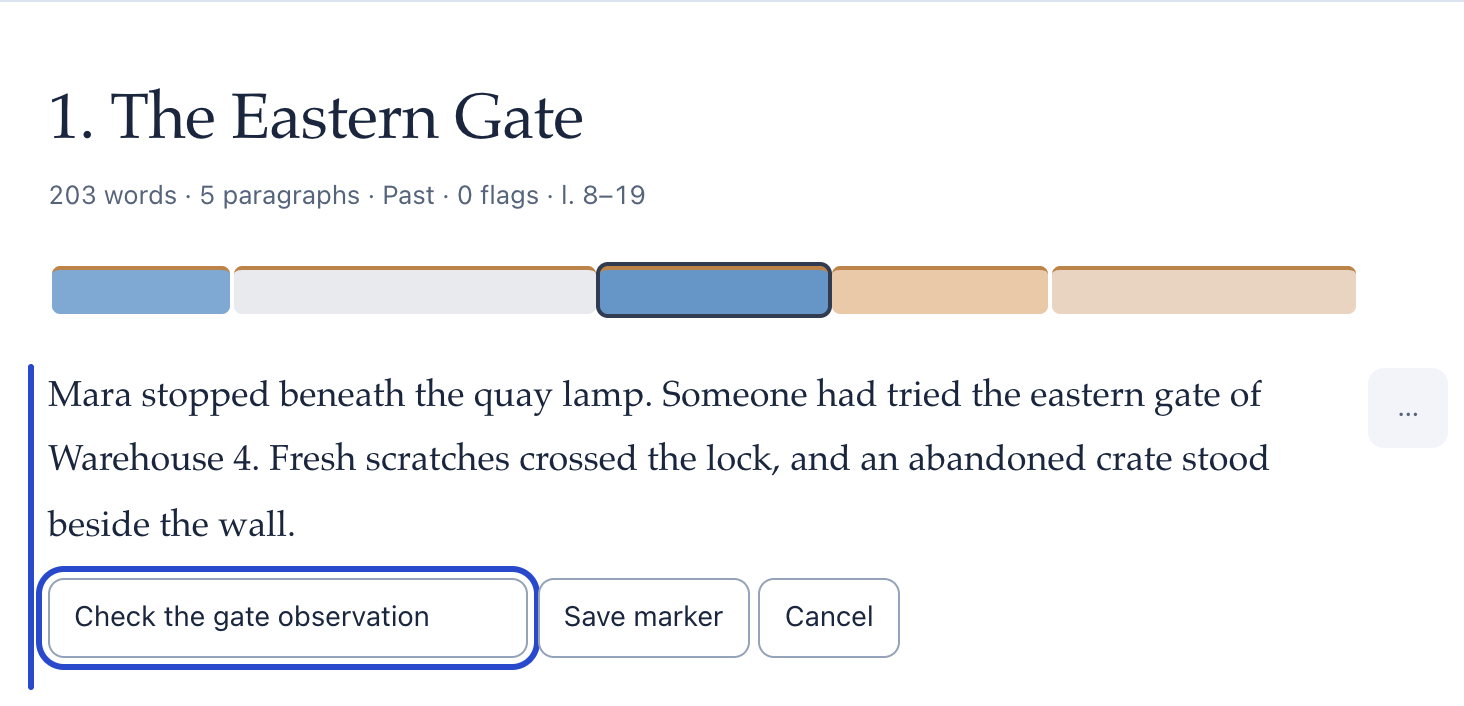 1. The Eastern Gate
203 words · 5 paragraphs · Past · 0 flags · l. 8–19
Mara stopped beneath the quay lamp. Someone had tried the eastern gate of
...
Warehouse 4. Fresh scratches crossed the lock, and an abandoned crate stood
beside the wall.
Check the gate observation
Save marker
Cancel